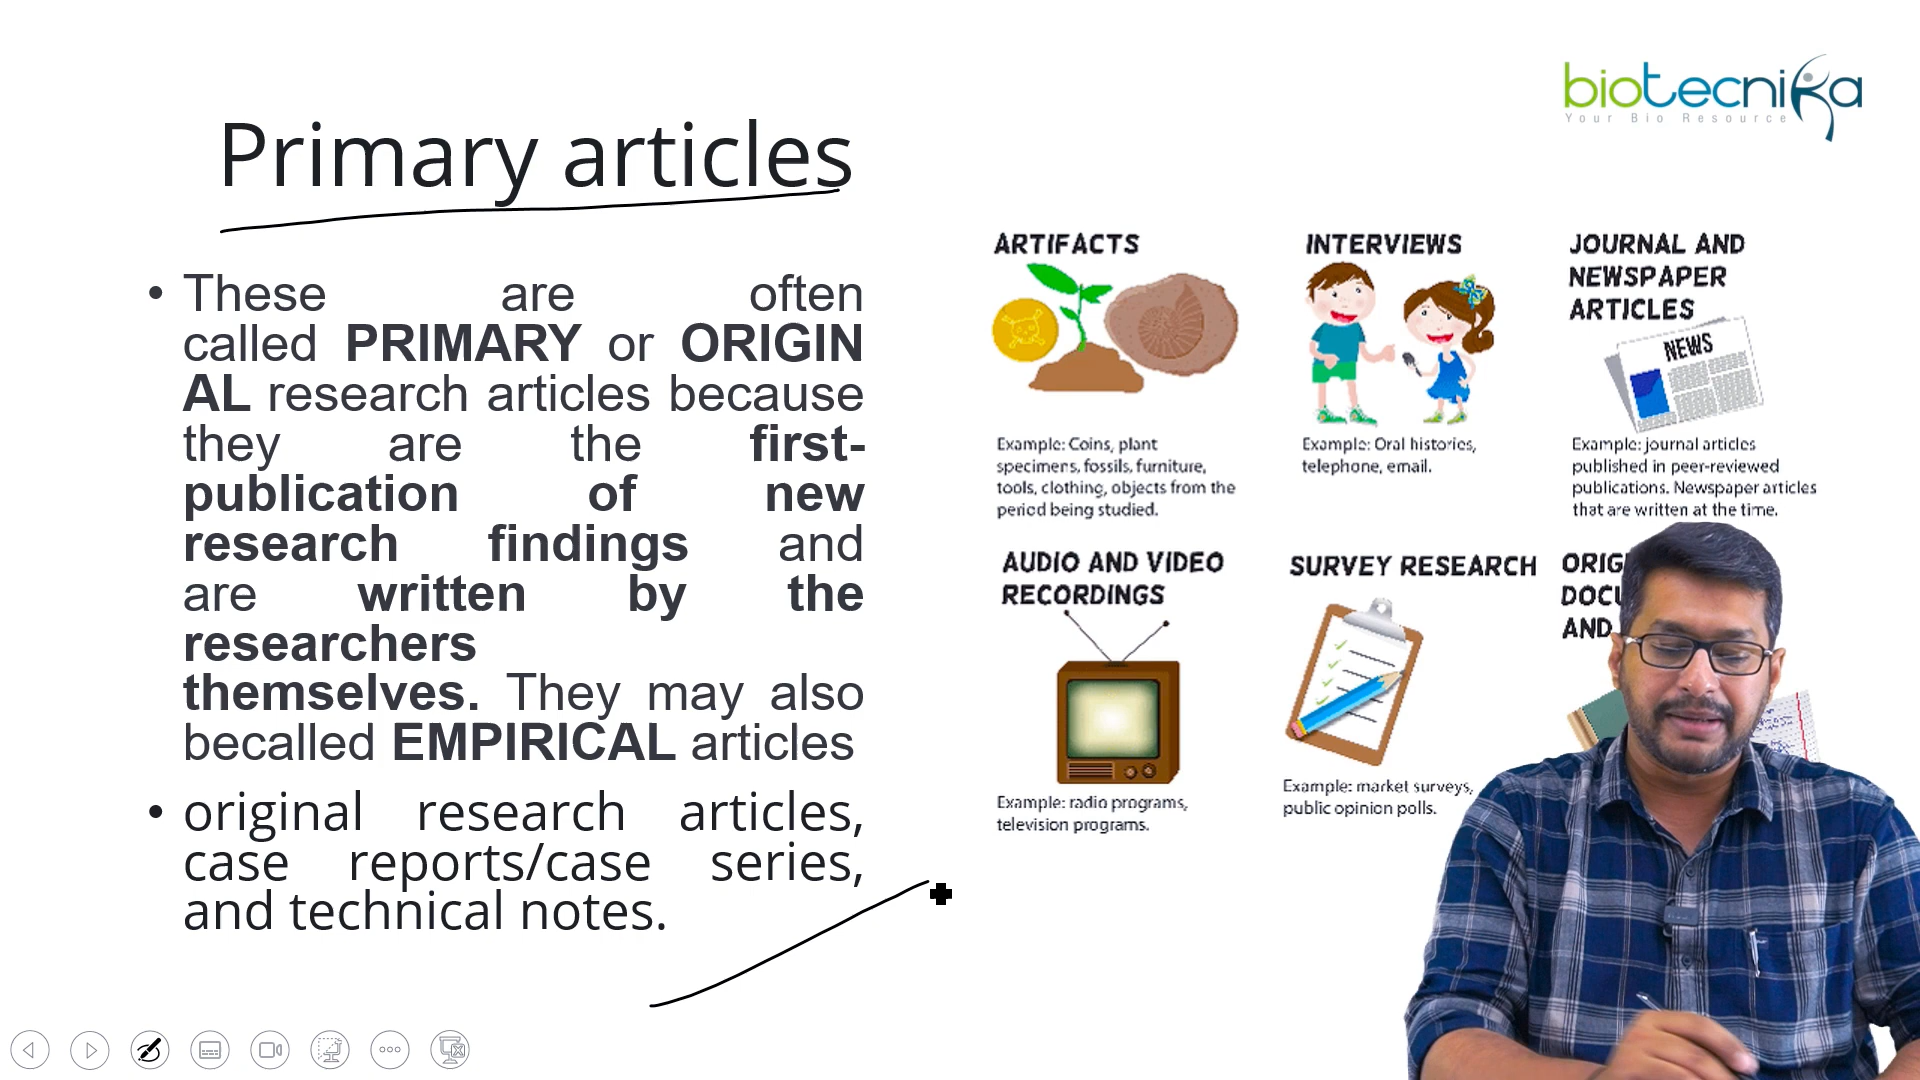 biotecnika
Your Bio Resource
Primary articles
• These are often
called PRIMARY or ORIGIN
AL research articles because
they are the first-
publication of new
research findings and
are written by the
researchers
themselves. They may also
becalled EMPIRICAL articles
• original research articles,
case reports/case series,
and technical notes.
ARTIFACTS
Example: Coins, plant
specimens, fossils, furniture,
tools, clothing, objects from the
period being studied.
INTERVIEWS
Example: Oral histories,
telephone, email.
JOURNAL AND
NEWSPAPER
ARTICLES
NEWS
Example: journal articles
published in peer-reviewed
publications. Newspaper articles
that are written at the time.
AUDIO AND VIDEO
RECORDINGS
Example: radio programs,
television programs.
SURVEY RESEARCH
Example: market surveys,
public opinion polls.
AND